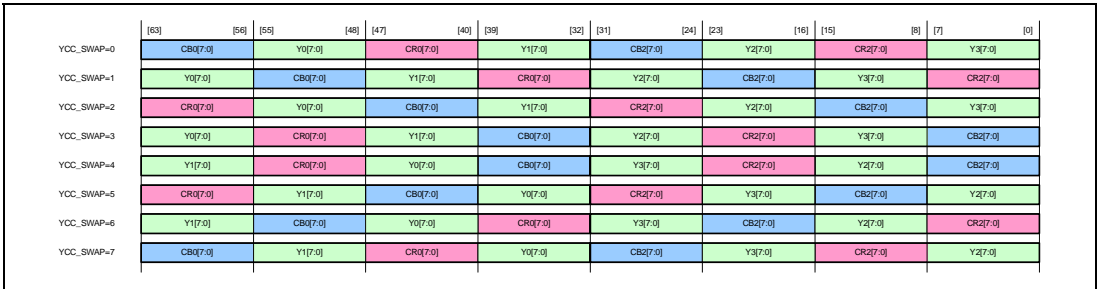 [63] [56] [55] [48] [47] [40] [39] [32] [31] [24] [23] [16] [15] [8] [7] [0]
YCC_SWAP=0 CB0[7:0] Y0[7:0] CR0[7:0] Y1[7:0] CB2[7:0] Y2[7:0] CR2[7:0] Y3[7:0]
YCC_SWAP=1 Y0[7:0] CB0[7:0] Y1[7:0] CR0[7:0] Y2[7:0] CB2[7:0] Y3[7:0] CR2[7:0]
YCC_SWAP=2 CR0[7:0] Y0[7:0] CB0[7:0] Y1[7:0] CR2[7:0] Y2[7:0] CB2[7:0] Y3[7:0]
YCC_SWAP=3 Y0[7:0] CR0[7:0] Y1[7:0] CB0[7:0] Y2[7:0] CR2[7:0] Y3[7:0] CB2[7:0]
YCC_SWAP=4 Y1[7:0] CR0[7:0] Y0[7:0] CB0[7:0] Y3[7:0] CR2[7:0] Y2[7:0] CB2[7:0]
YCC_SWAP=5 CR0[7:0] Y1[7:0] CB0[7:0] Y0[7:0] CR2[7:0] Y3[7:0] CB2[7:0] Y2[7:0]
YCC_SWAP=6 Y1[7:0] CB0[7:0] Y0[7:0] CR0[7:0] Y3[7:0] CB2[7:0] Y2[7:0] CR2[7:0]
YCC_SWAP=7 CB0[7:0] Y1[7:0] CR0[7:0] Y0[7:0] CB2[7:0] Y3[7:0] CR2[7:0] Y2[7:0]